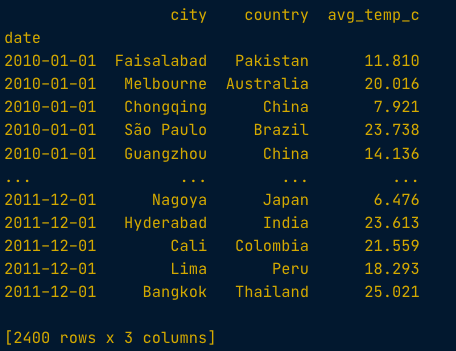 city country avg_temp_c
date
2010-01-01 Faisalabad Pakistan 11.810
2010-01-01 Melbourne Australia 20.016
2010-01-01 Chongqing China 7.921
2010-01-01 São Paulo Brazil 23.738
2010-01-01 Guangzhou China 14.136
... ... ... ...
2011-12-01 Nagoya Japan 6.476
2011-12-01 Hyderabad India 23.613
2011-12-01 Cali Colombia 21.559
2011-12-01 Lima Peru 18.293
2011-12-01 Bangkok Thailand 25.021
[2400 rows x 3 columns]